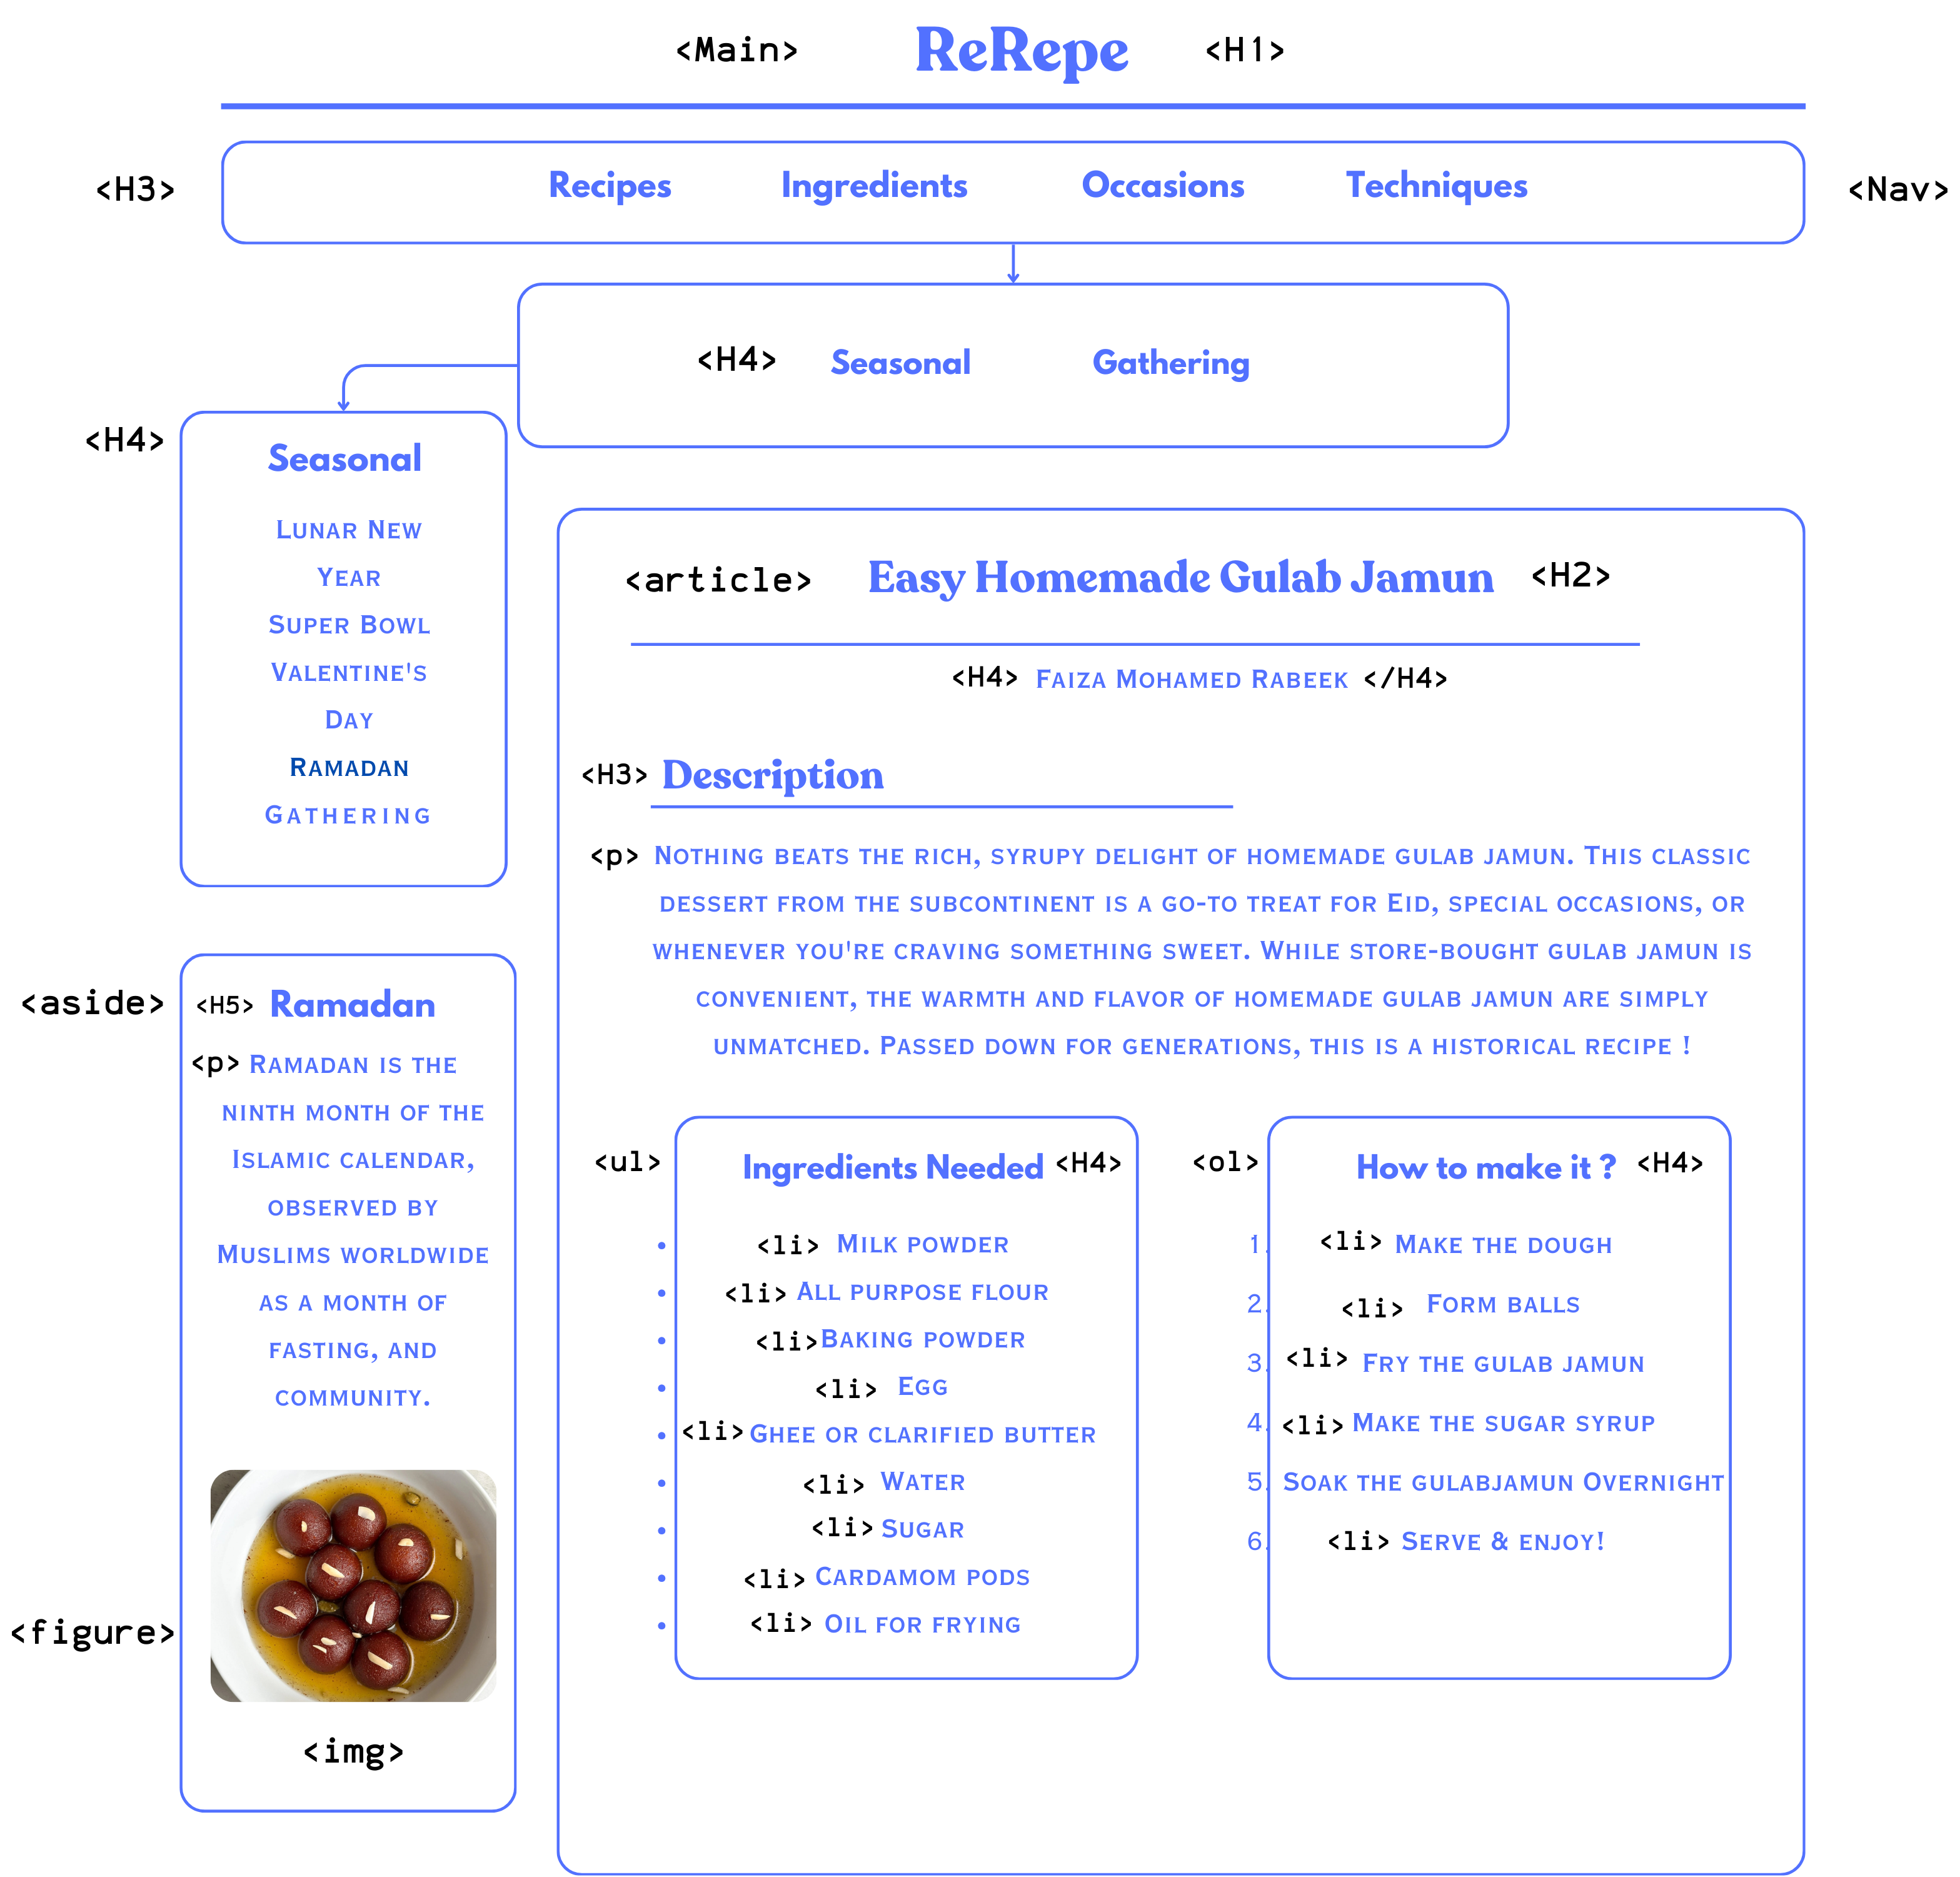 <Main> ReRepe <H1>
<H3> Recipes Ingredients Occasions Techniques <Nav>
<H4> Seasonal Gathering
<H4>
Seasonal
Lunar New
Year
Super Bowl
Valentine's
Day
Ramadan
Gathering
<aside> <H5> Ramadan
<p> Ramadan is the
ninth month of the
Islamic calendar,
observed by
Muslims worldwide
as a month of
fasting, and
community.
<figure>
<img>
<article> Easy Homemade Gulab Jamun <H2>
<H4> Faiza Mohamed Rabeek </H4>
<H3> Description
<p> Nothing beats the rich, syrupy delight of homemade gulab jamun. This classic
dessert from the subcontinent is a go-to treat for Eid, special occasions, or
whenever you're craving something sweet. While store-bought gulab jamun is
convenient, the warmth and flavor of homemade gulab jamun are simply
unmatched. Passed down for generations, this is a historical recipe !
<ul> Ingredients Needed <H4>
• <li> Milk powder
• <li> All purpose flour
• <li> Baking powder
• <li> Egg
• <li> Ghee or clarified butter
• <li> Water
• <li> Sugar
• <li> Cardamom pods
• <li> Oil for frying
<ol> How to make it ? <H4>
1. <li> Make the dough
2. <li> Form balls
3. <li> Fry the gulab jamun
4. <li> Make the sugar syrup
5. Soak the gulabjamun Overnight
6. <li> Serve & enjoy!